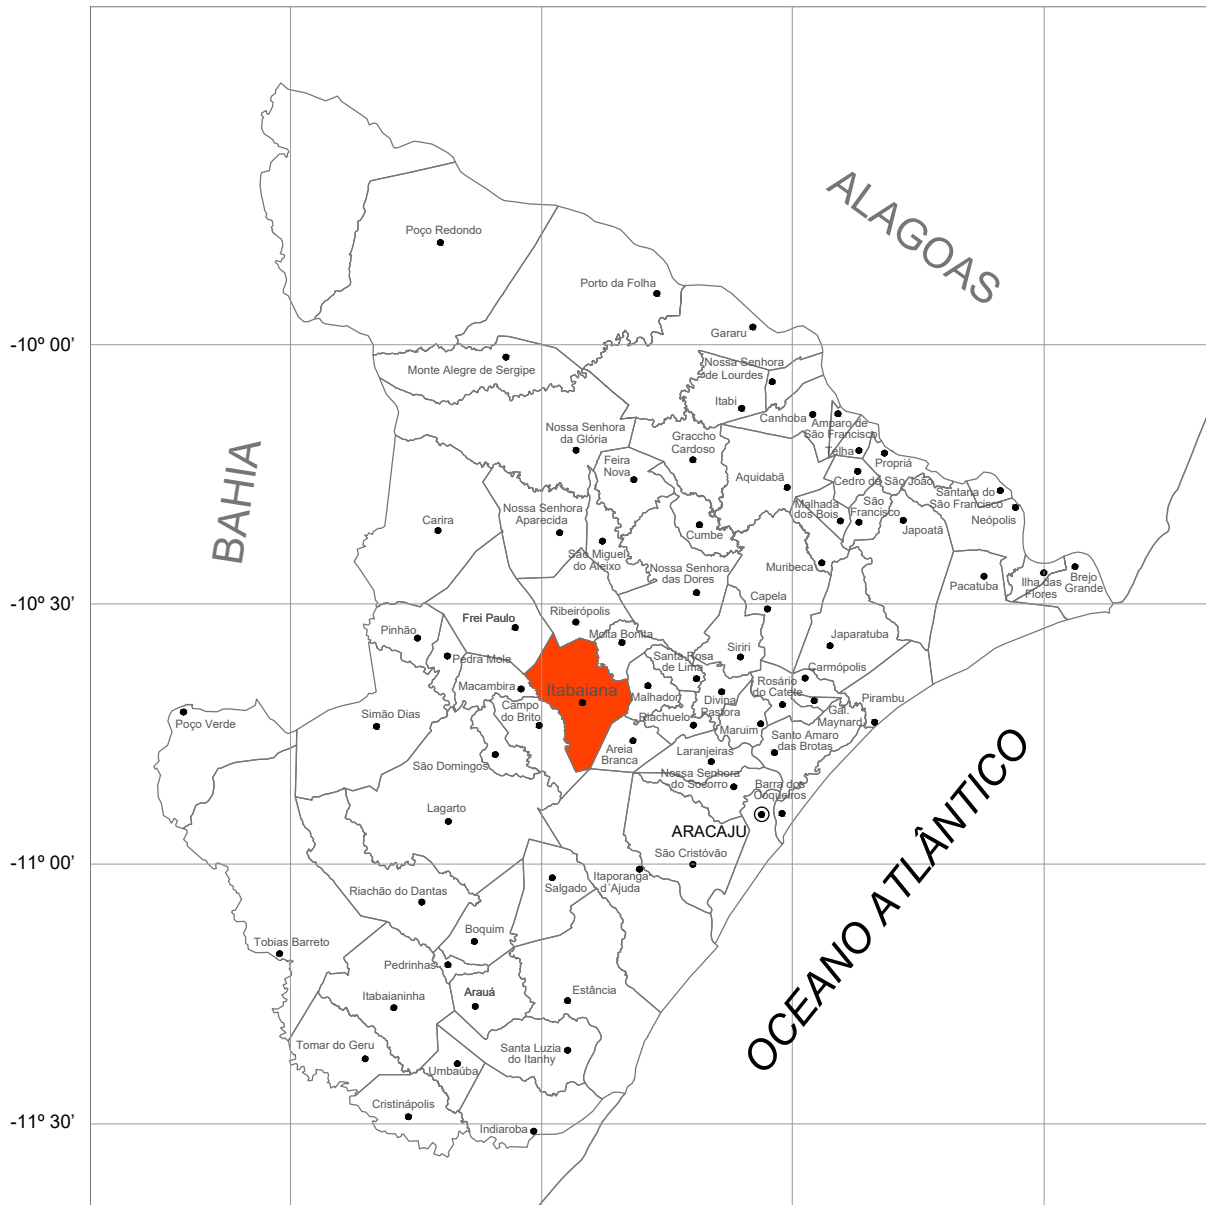 ALAGOAS
Poço Redondo
Porto da Folha
Gararu
-10º 00'
Monte Alegre de Sergipe
Nossa Senhora
de Lourdes
Itabi
Canhoba
Amparo de
São Francisco
Nossa Senhora
da Glória
Graccho
Cardoso
BAHIA
Feira
Nova
Telha
Propriá
Aquidabã
Cedro de São João
Santana do
São Francisco
Malhada
dos Bois
São
Francisco
Neópolis
Nossa Senhora
Aparecida
Carira
Cumbe
Japoatã
São Miguel
do Aleixo
Nossa Senhora
das Dores
Muribeca
Pacatuba
Ilha das
Flores
Brejo
Grande
-10º 30'
Capela
Frei Paulo
Ribeirópolis
Pinhão
Moita Bonita
Japaratuba
Siriri
Pedra Mole
Santa Rosa
de Lima
Carmópolis
Macambira
Itabaiana
Malhador
Divina
Pastora
Rosário
do Catete
Pirambu
Campo
do Brito
Gal.
Maynard
Poço Verde
Simão Dias
Riachuelo
Maruim
Santo Amaro
das Brotas
Areia
Branca
Laranjeiras
São Domingos
Nossa Senhora
do Socorro
Barra dos
Coqueiros
Lagarto
ARACAJU
OCEANO ATLÂNTICO
São Cristóvão
-11º 00'
Itaporanga
d´Ajuda
Salgado
Riachão do Dantas
Boquim
Tobias Barreto
Pedrinhas
Itabaianinha
Arauá
Estância
Tomar do Geru
Santa Luzia
do Itanhy
Umbaúba
Cristinápolis
-11º 30'
Indiaroba